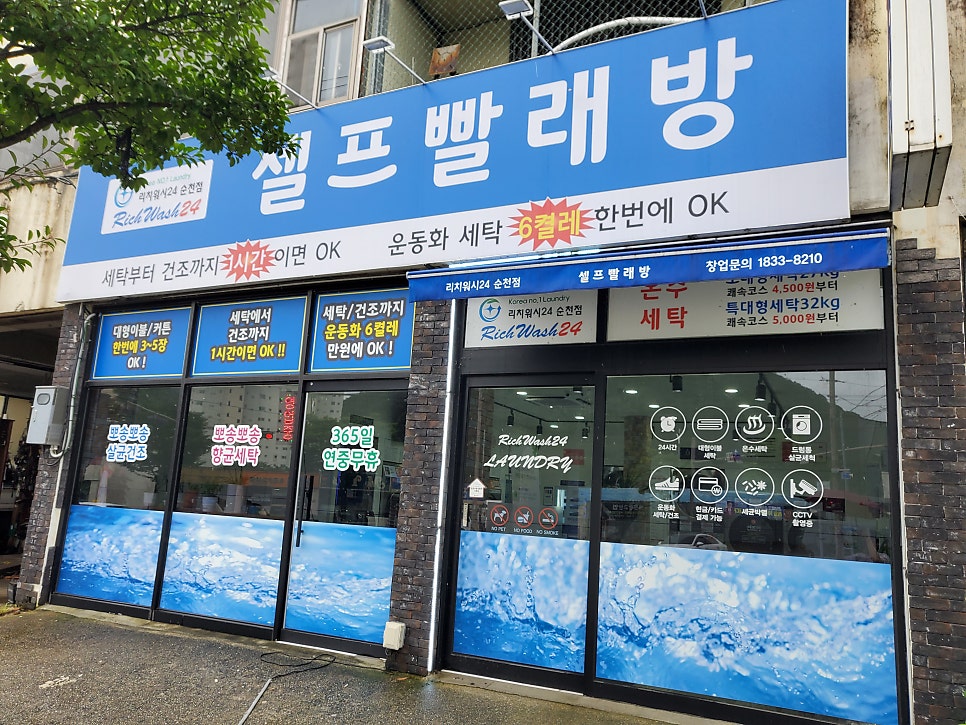 셀프빨래방
Korea NO.1 Laundry
리치워시24 순천점
RichWash24
세탁부터 건조까지 1시간이면 OK
운동화 세탁 6켤레 한번에 OK
리치워시24 순천점
셀프빨래방
창업문의 1833-8210
대형이불/커튼
한번에 3~5장
OK !
세탁에서
건조까지
1시간이면 OK !!
세탁/건조까지
운동화 6켤레
만원에 OK !
Korea no,1 Laundry
RichWash24
온수
세탁
초대형세탁27kg
쾌속코스 4,500원부터
특대형세탁32kg
쾌속코스 5,000원부터
뽀송뽀송
살균건조
뽀송뽀송
향균세탁
365일
연중무휴
RichWash24
LAUNDRY
NO PET
NO FOOD
NO SMOKE
24시간
대형이불
세탁
온수세탁
드럼통
살균세척
운동화
세탁/건조
현금/카드
결제 가능
세균박멸
CCTV
촬영중